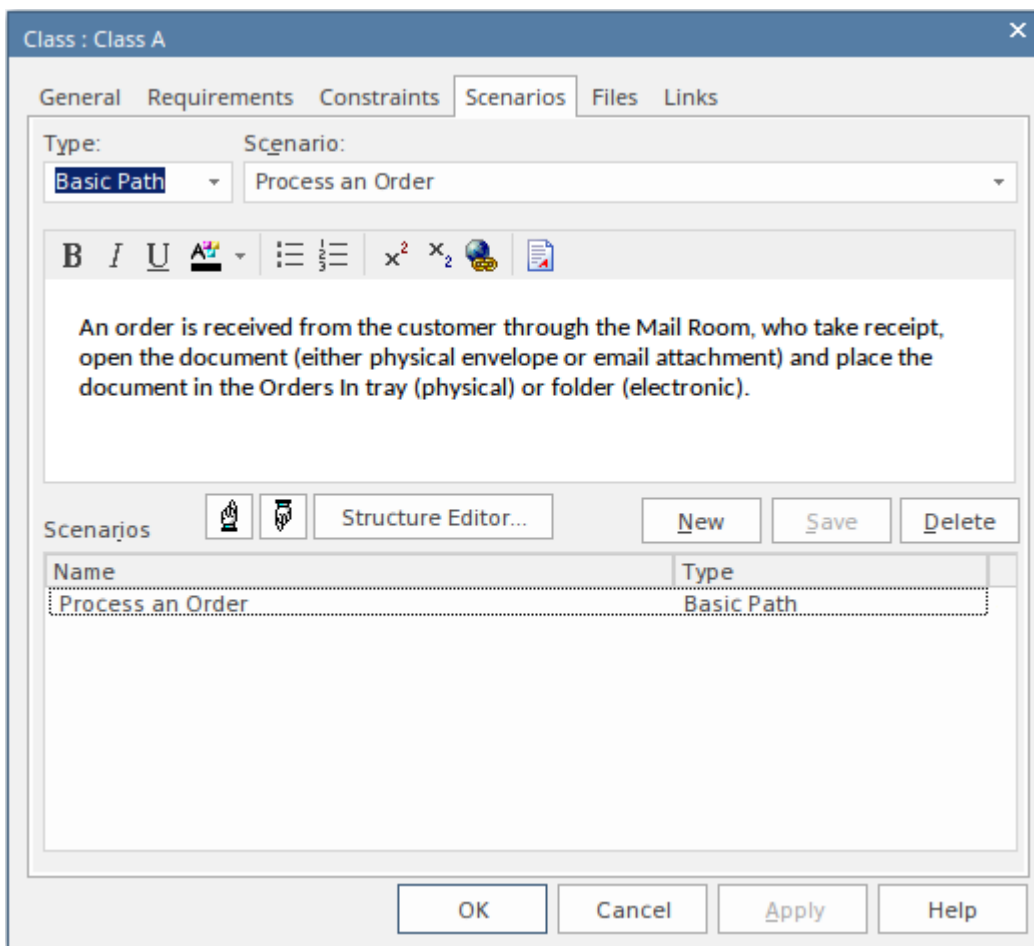 Class : Class A
General Requirements Constraints Scenarios Files Links
Type: Scenario:
Basic Path Process an Order
B I U A x² x₂
An order is received from the customer through the Mail Room, who take receipt,
open the document (either physical envelope or email attachment) and place the
document in the Orders In tray (physical) or folder (electronic).
Scenarios Structure Editor... New Save Delete
Name Type
Process an Order Basic Path
OK Cancel Apply Help